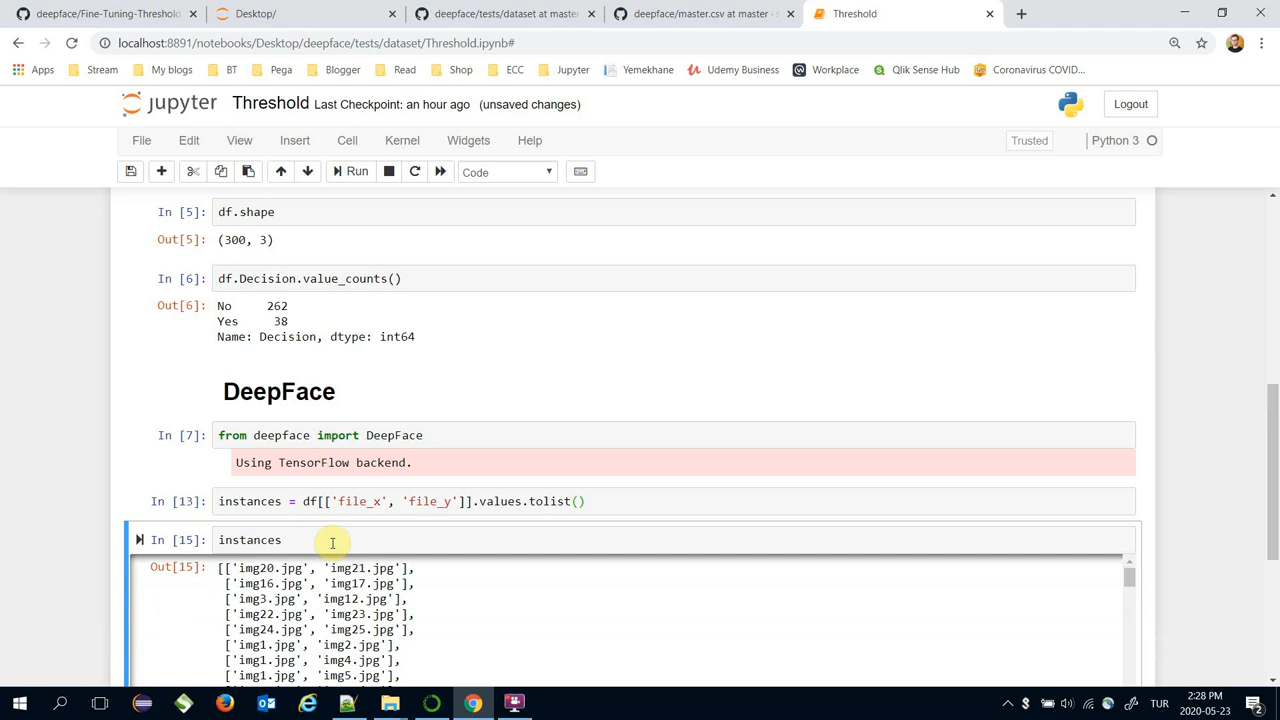 deepface/Fine-Tuning-Threshold
Desktop/
deepface/tests/dataset at master
deepface/master.csv at master ·
Threshold
localhost:8891/notebooks/Desktop/deepface/tests/dataset/Threshold.ipynb#
Apps Stream My blogs BT Pega Blogger Read Shop ECC Jupyter Yemekhane Udemy Business Workplace Qlik Sense Hub Coronavirus COVID...
jupyter Threshold Last Checkpoint: an hour ago (unsaved changes) Logout
File Edit View Insert Cell Kernel Widgets Help Trusted Python 3
Run Code
In [5]: df.shape
Out[5]: (300, 3)
In [6]: df.Decision.value_counts()
Out[6]: No 262
Yes 38
Name: Decision, dtype: int64
DeepFace
In [7]: from deepface import DeepFace
Using TensorFlow backend.
In [13]: instances = df[['file_x', 'file_y']].values.tolist()
In [15]: instances
Out[15]: [['img20.jpg', 'img21.jpg'],
['img16.jpg', 'img17.jpg'],
['img3.jpg', 'img12.jpg'],
['img22.jpg', 'img23.jpg'],
['img24.jpg', 'img25.jpg'],
['img1.jpg', 'img2.jpg'],
['img1.jpg', 'img4.jpg'],
['img1.jpg', 'img5.jpg'],
TUR
2:28 PM
2020-05-23
2